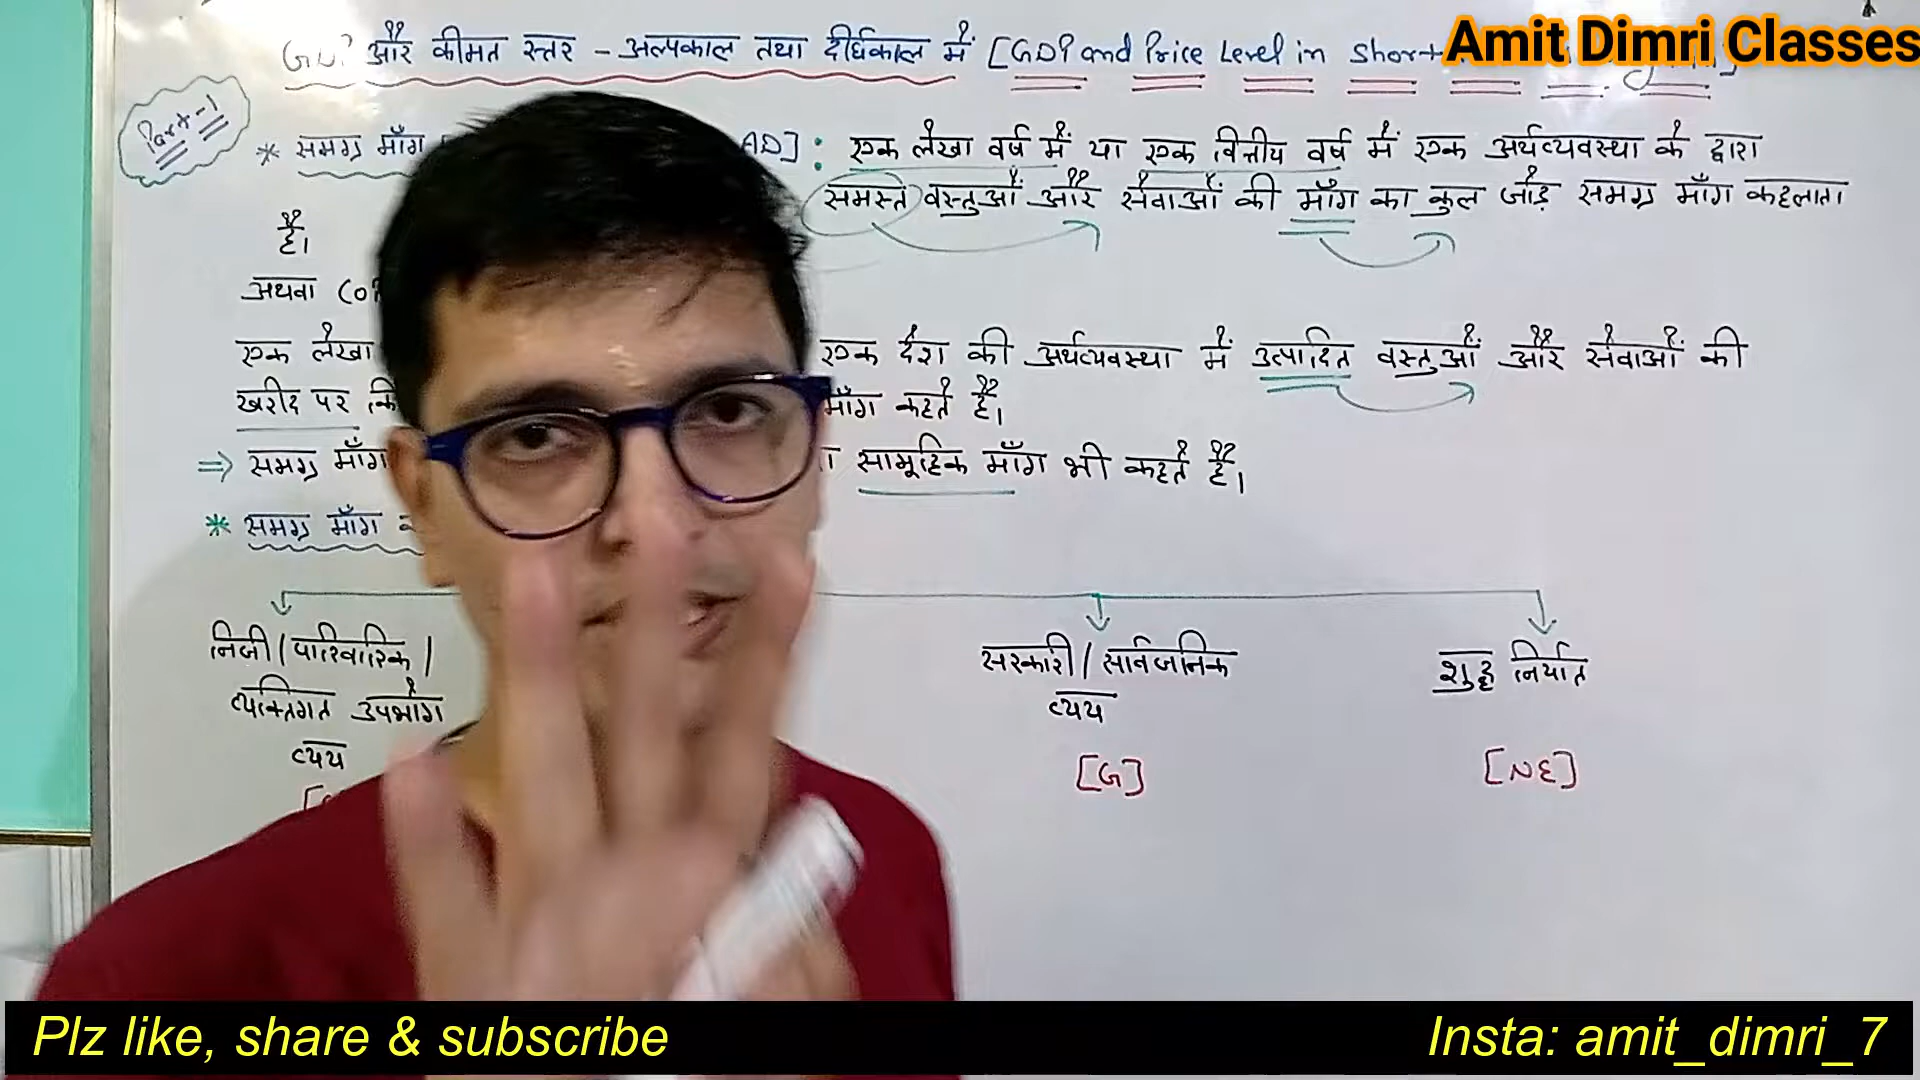 और कीमत स्तर - अल्पकाल तथा दीर्घकाल में [GDP and Price Level in Short
Amit Dimri Classes
Part-1
* समग्र माँग AD] : एक लेखा वर्ष में या एक वित्तीय वर्ष में एक अर्थव्यवस्था के द्वारा
समस्त वस्तुओं और सेवाओं की माँग का कुल जोड़ समग्र माँग कहलाता
है।
अथवा
एक लेखा एक देश की अर्थव्यवस्था में उत्पादित वस्तुओं और सेवाओं की
खरीद पर माँग कहते है।
⇒ समग्र माँग सामूहिक माँग भी कहते है।
* समग्र माँग
निजी / पारिवारिक /
व्यक्तिगत उपभोग
व्यय
सरकारी / सार्वजनिक
व्यय
[G]
शुद्ध निर्यात
[NE]
Plz like, share & subscribe
Insta: amit_dimri_7